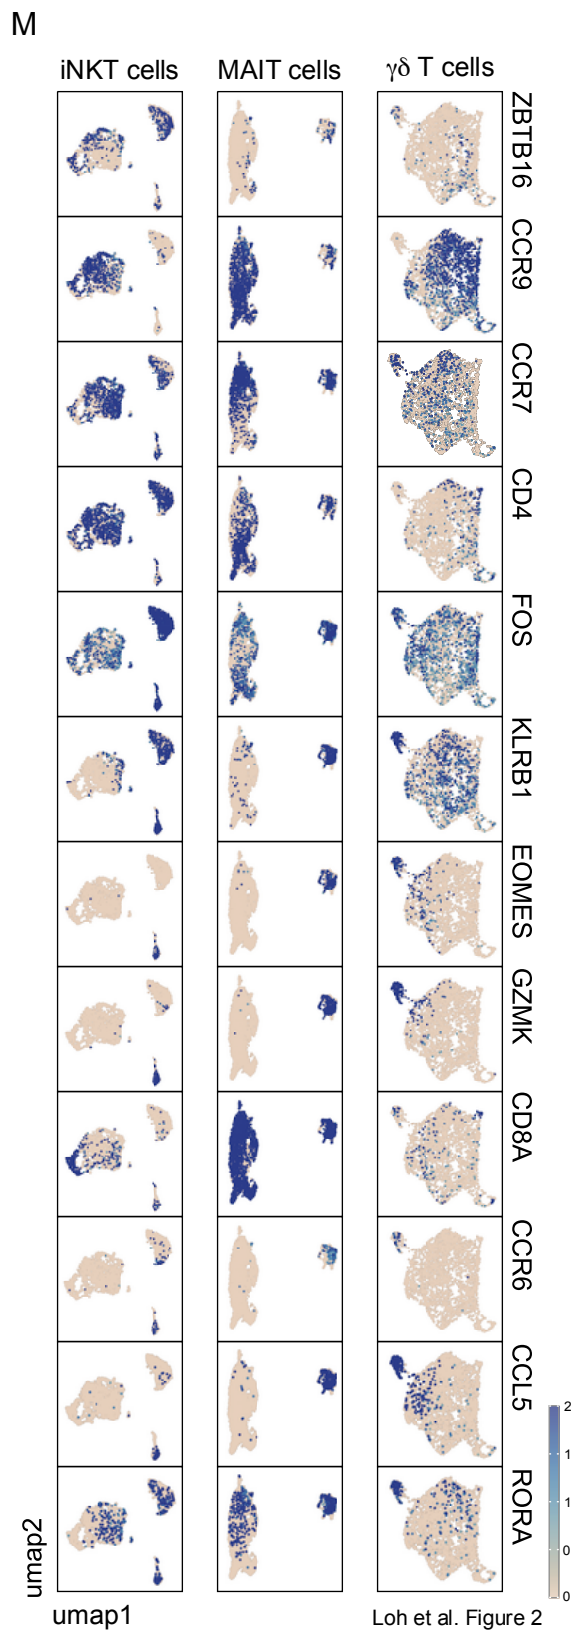 M
iNKT cells
MAIT cells
γδ T cells
ZBTB16
CCR9
CCR7
CD4
FOS
KLRB1
EOMES
GZMK
CD8A
CCR6
CCL5
RORA
2
1
1
0
0
umap2
umap1
Loh et al. Figure 2